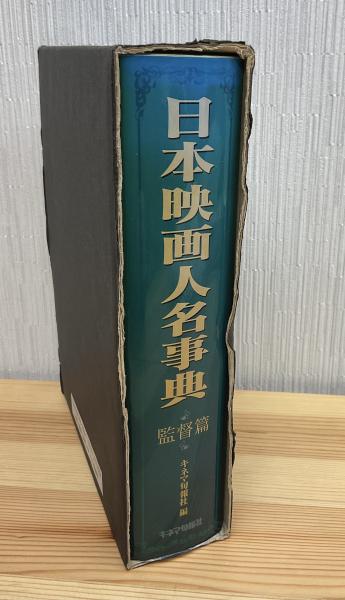 日本映画人名事典
監督篇
キネマ旬報社 編
キネマ旬報社